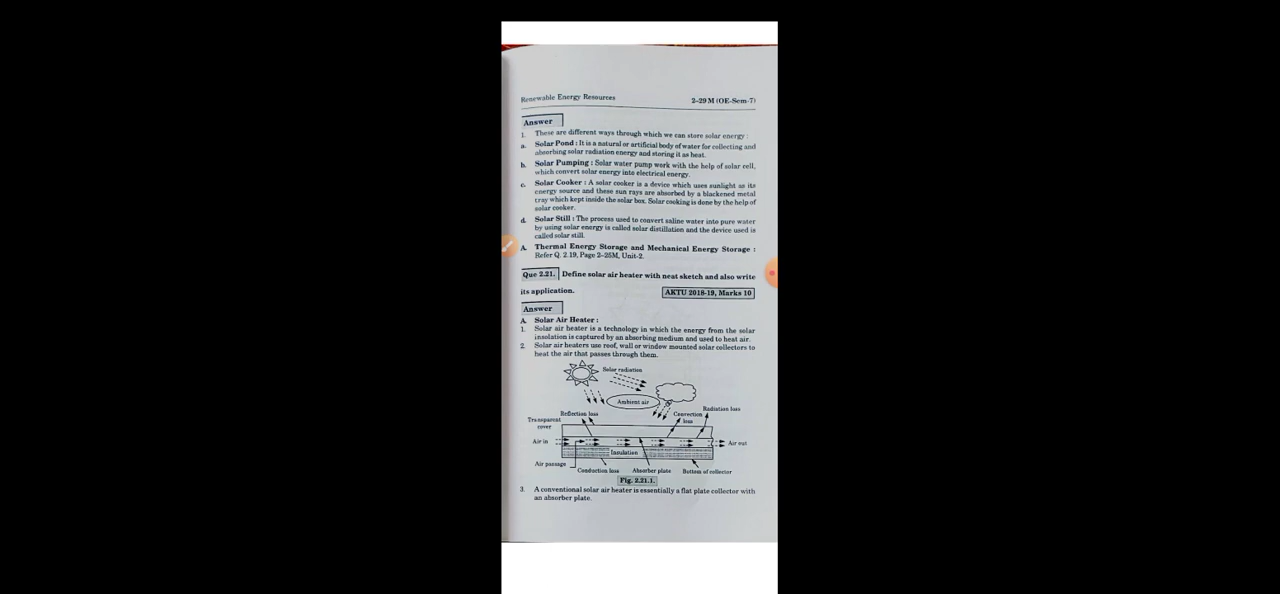 Renewable Energy Resources 2–29 M (OE-Sem-7)
Answer
1. These are different ways through which we can store solar energy :
a. Solar Pond : It is a natural or artificial body of water for collecting and
absorbing solar radiation energy and storing it as heat.
b. Solar Pumping : Solar water pump work with the help of solar cell,
which convert solar energy into electrical energy.
c. Solar Cooker : A solar cooker is a device which uses sunlight as its
energy source and these sun rays are absorbed by a blackened metal
tray which kept inside the solar box. Solar cooking is done by the help of
solar cooker.
d. Solar Still : The process used to convert saline water into pure water
by using solar energy is called solar distillation and the device used is
called solar still.
A. Thermal Energy Storage and Mechanical Energy Storage :
Refer Q. 2.19, Page 2–25M, Unit-2.
Que 2.21. Define solar air heater with neat sketch and also write
its application. AKTU 2018-19, Marks 10
Answer
A. Solar Air Heater :
1. Solar air heater is a technology in which the energy from the solar
insolation is captured by an absorbing medium and used to heat air.
2. Solar air heaters use roof, wall or window mounted solar collectors to
heat the air that passes through them.
Solar radiation
Ambient air
Radiation loss
Reflection loss
Convection
loss
Transparent
cover
Air in
Air out
Insulation
Air passage
Conduction loss
Absorber plate
Bottom of collector
Fig. 2.21.1.
3. A conventional solar air heater is essentially a flat plate collector with
an absorber plate.